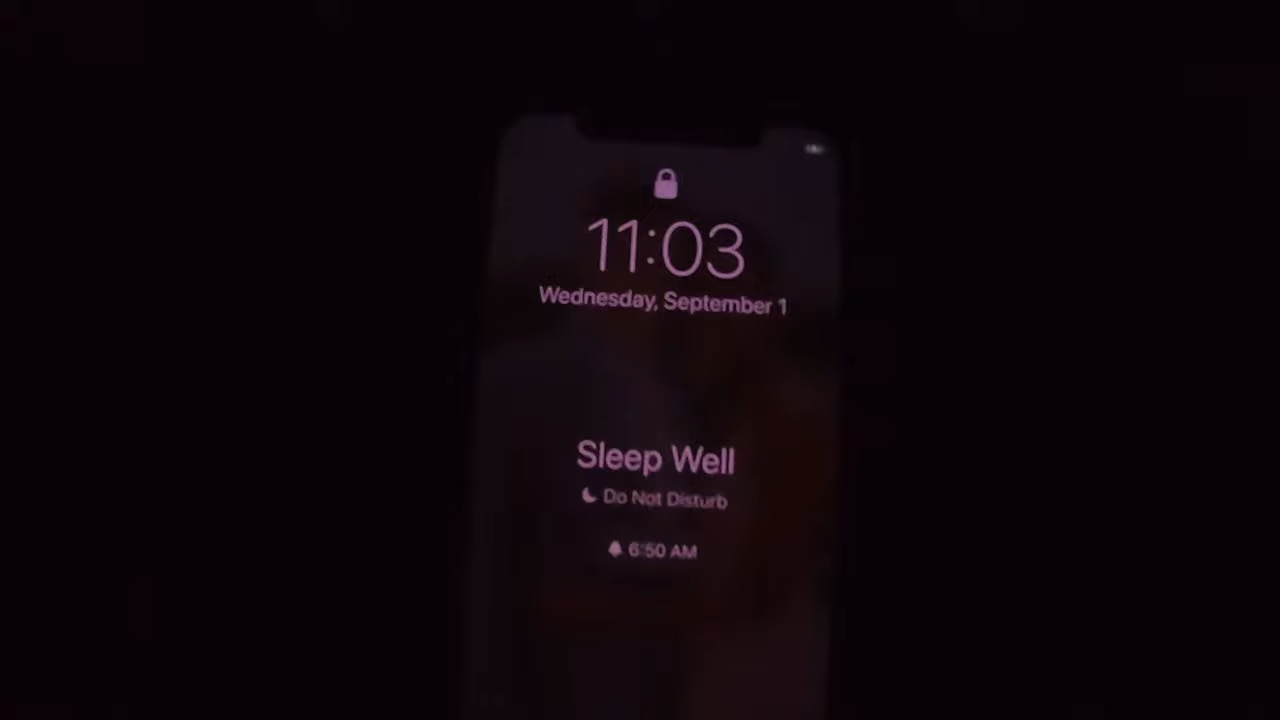 11:03
Wednesday, September 1
Sleep Well
Do Not Disturb
6:50 AM